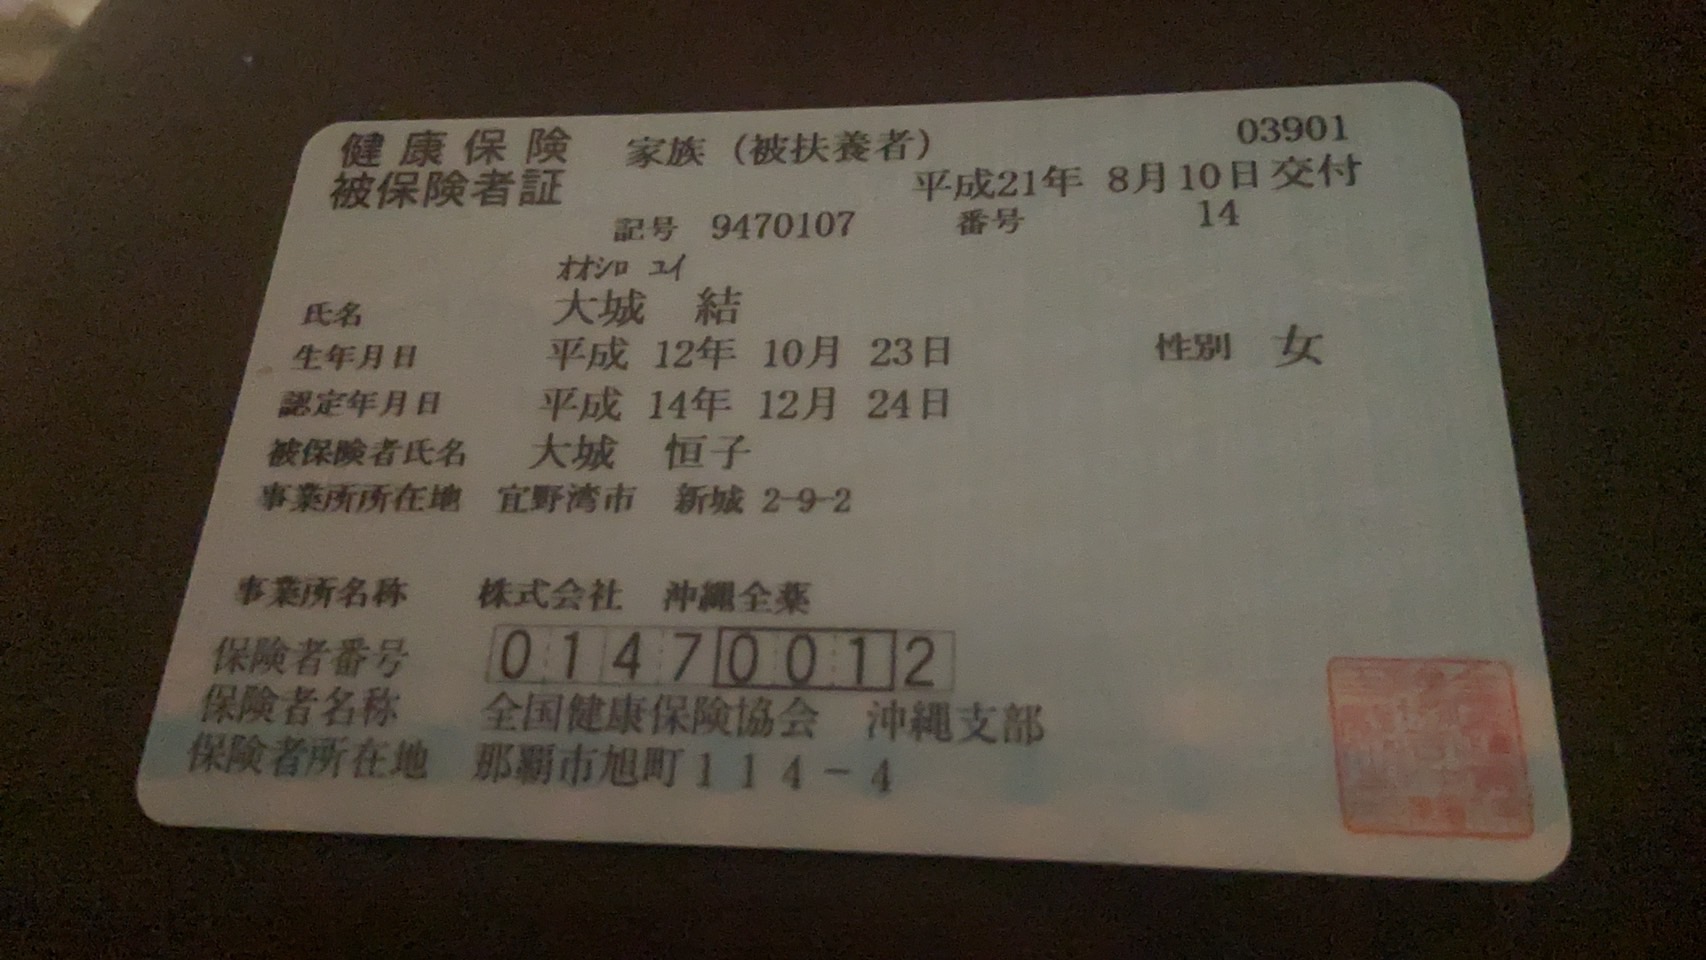 健康保険 家族（被扶養者） 03901
被保険者証 平成21年 8月10日 交付
記号 9470107 番号 14
ｵｵｼﾛ ﾕｲ
氏名 大城 結
生年月日 平成 12年 10月 23日 性別 女
認定年月日 平成 14年 12月 24日
被保険者氏名 大城 恒子
事業所所在地 宜野湾市 新城 2-9-2
事業所名称 株式会社 沖縄全薬
保険者番号 01470012
保険者名称 全国健康保険協会 沖縄支部
保険者所在地 那覇市旭町１１４－４